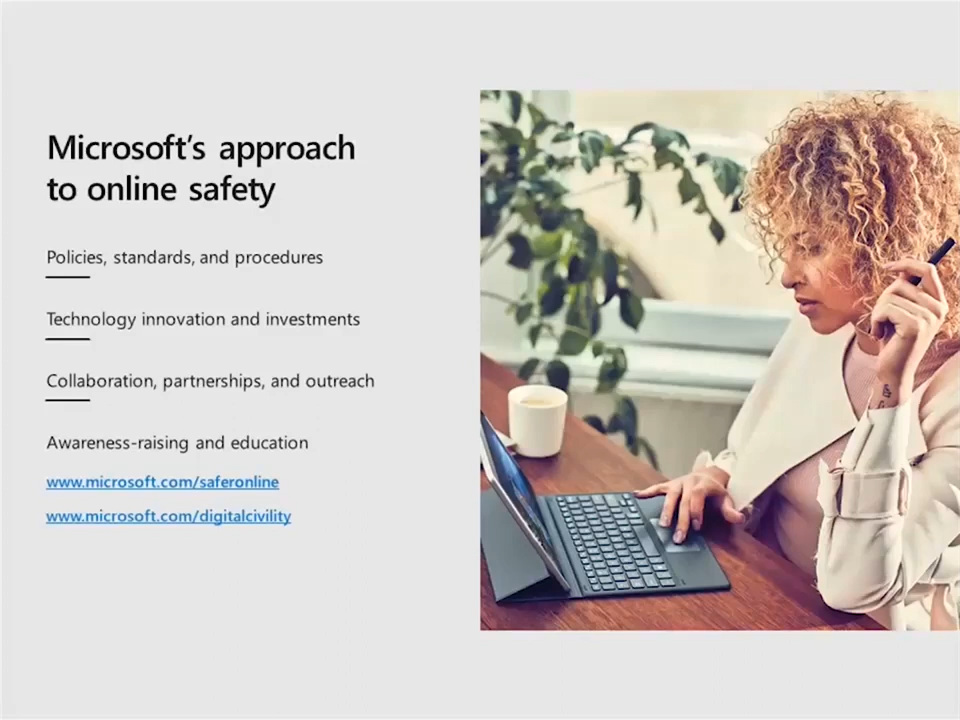 Microsoft’s approach
to online safety
Policies, standards, and procedures
Technology innovation and investments
Collaboration, partnerships, and outreach
Awareness-raising and education
www.microsoft.com/saferonline
www.microsoft.com/digitalcivility